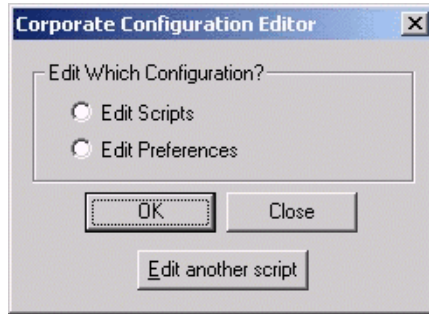 Corporate Configuration Editor
Edit Which Configuration?
Edit Scripts
Edit Preferences
OK Close
Edit another script